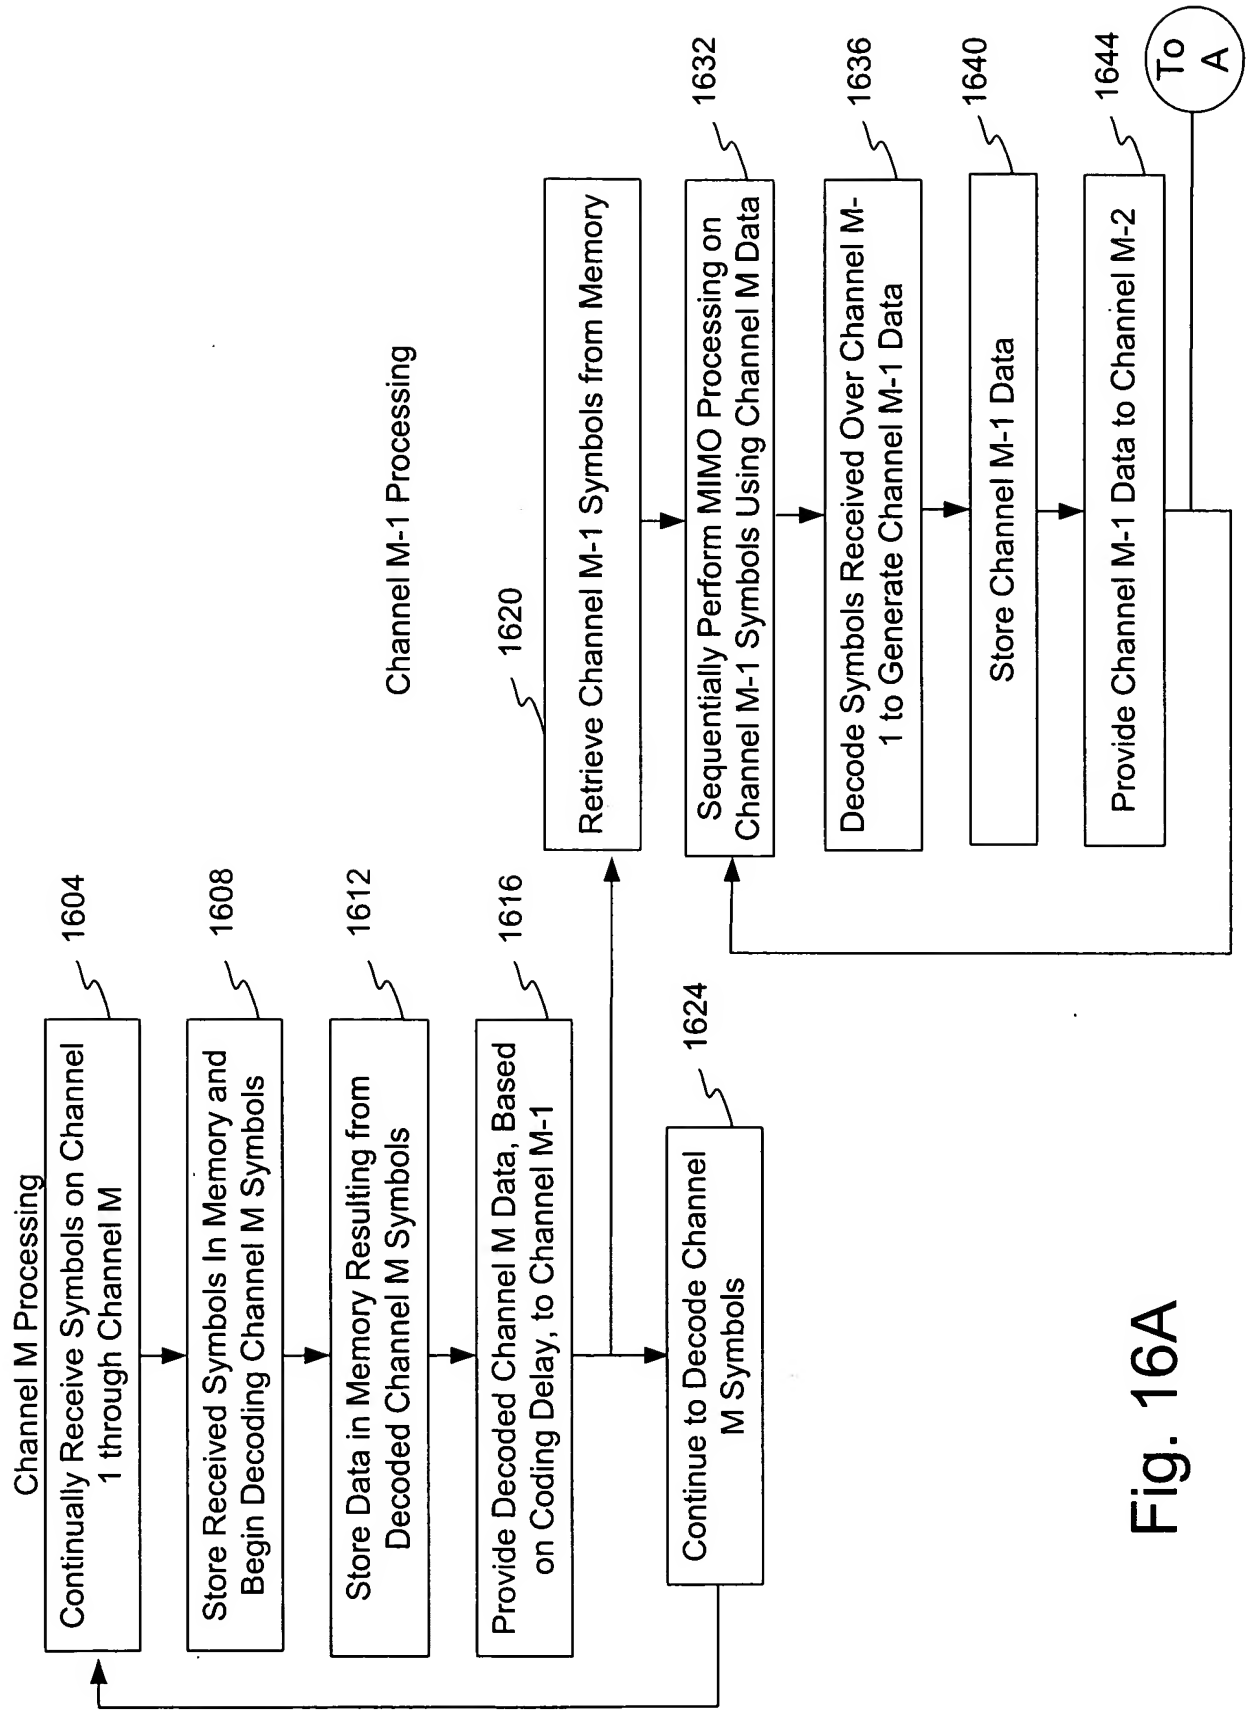 Channel M Processing
Continually Receive Symbols on Channel
1 through Channel M
1604
Store Received Symbols In Memory and
Begin Decoding Channel M Symbols
1608
Store Data in Memory Resulting from
Decoded Channel M Symbols
1612
Provide Decoded Channel M Data, Based
on Coding Delay, to Channel M-1
1616
Continue to Decode Channel
M Symbols
1624
Channel M-1 Processing
1620
Retrieve Channel M-1 Symbols from Memory
Sequentially Perform MIMO Processing on
Channel M-1 Symbols Using Channel M Data
1632
Decode Symbols Received Over Channel M-
1 to Generate Channel M-1 Data
1636
Store Channel M-1 Data
1640
Provide Channel M-1 Data to Channel M-2
1644
To
A
Fig. 16A